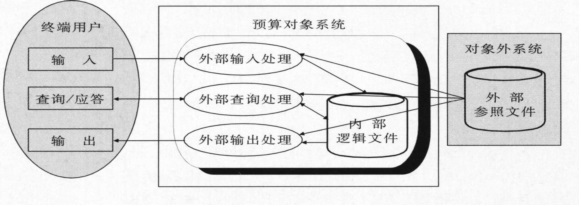 终端用户
输 入
查询/应答
输 出
预算对象系统
外部输入处理
外部查询处理
外部输出处理
内 部
逻辑文件
对象外系统
外 部
参照文件